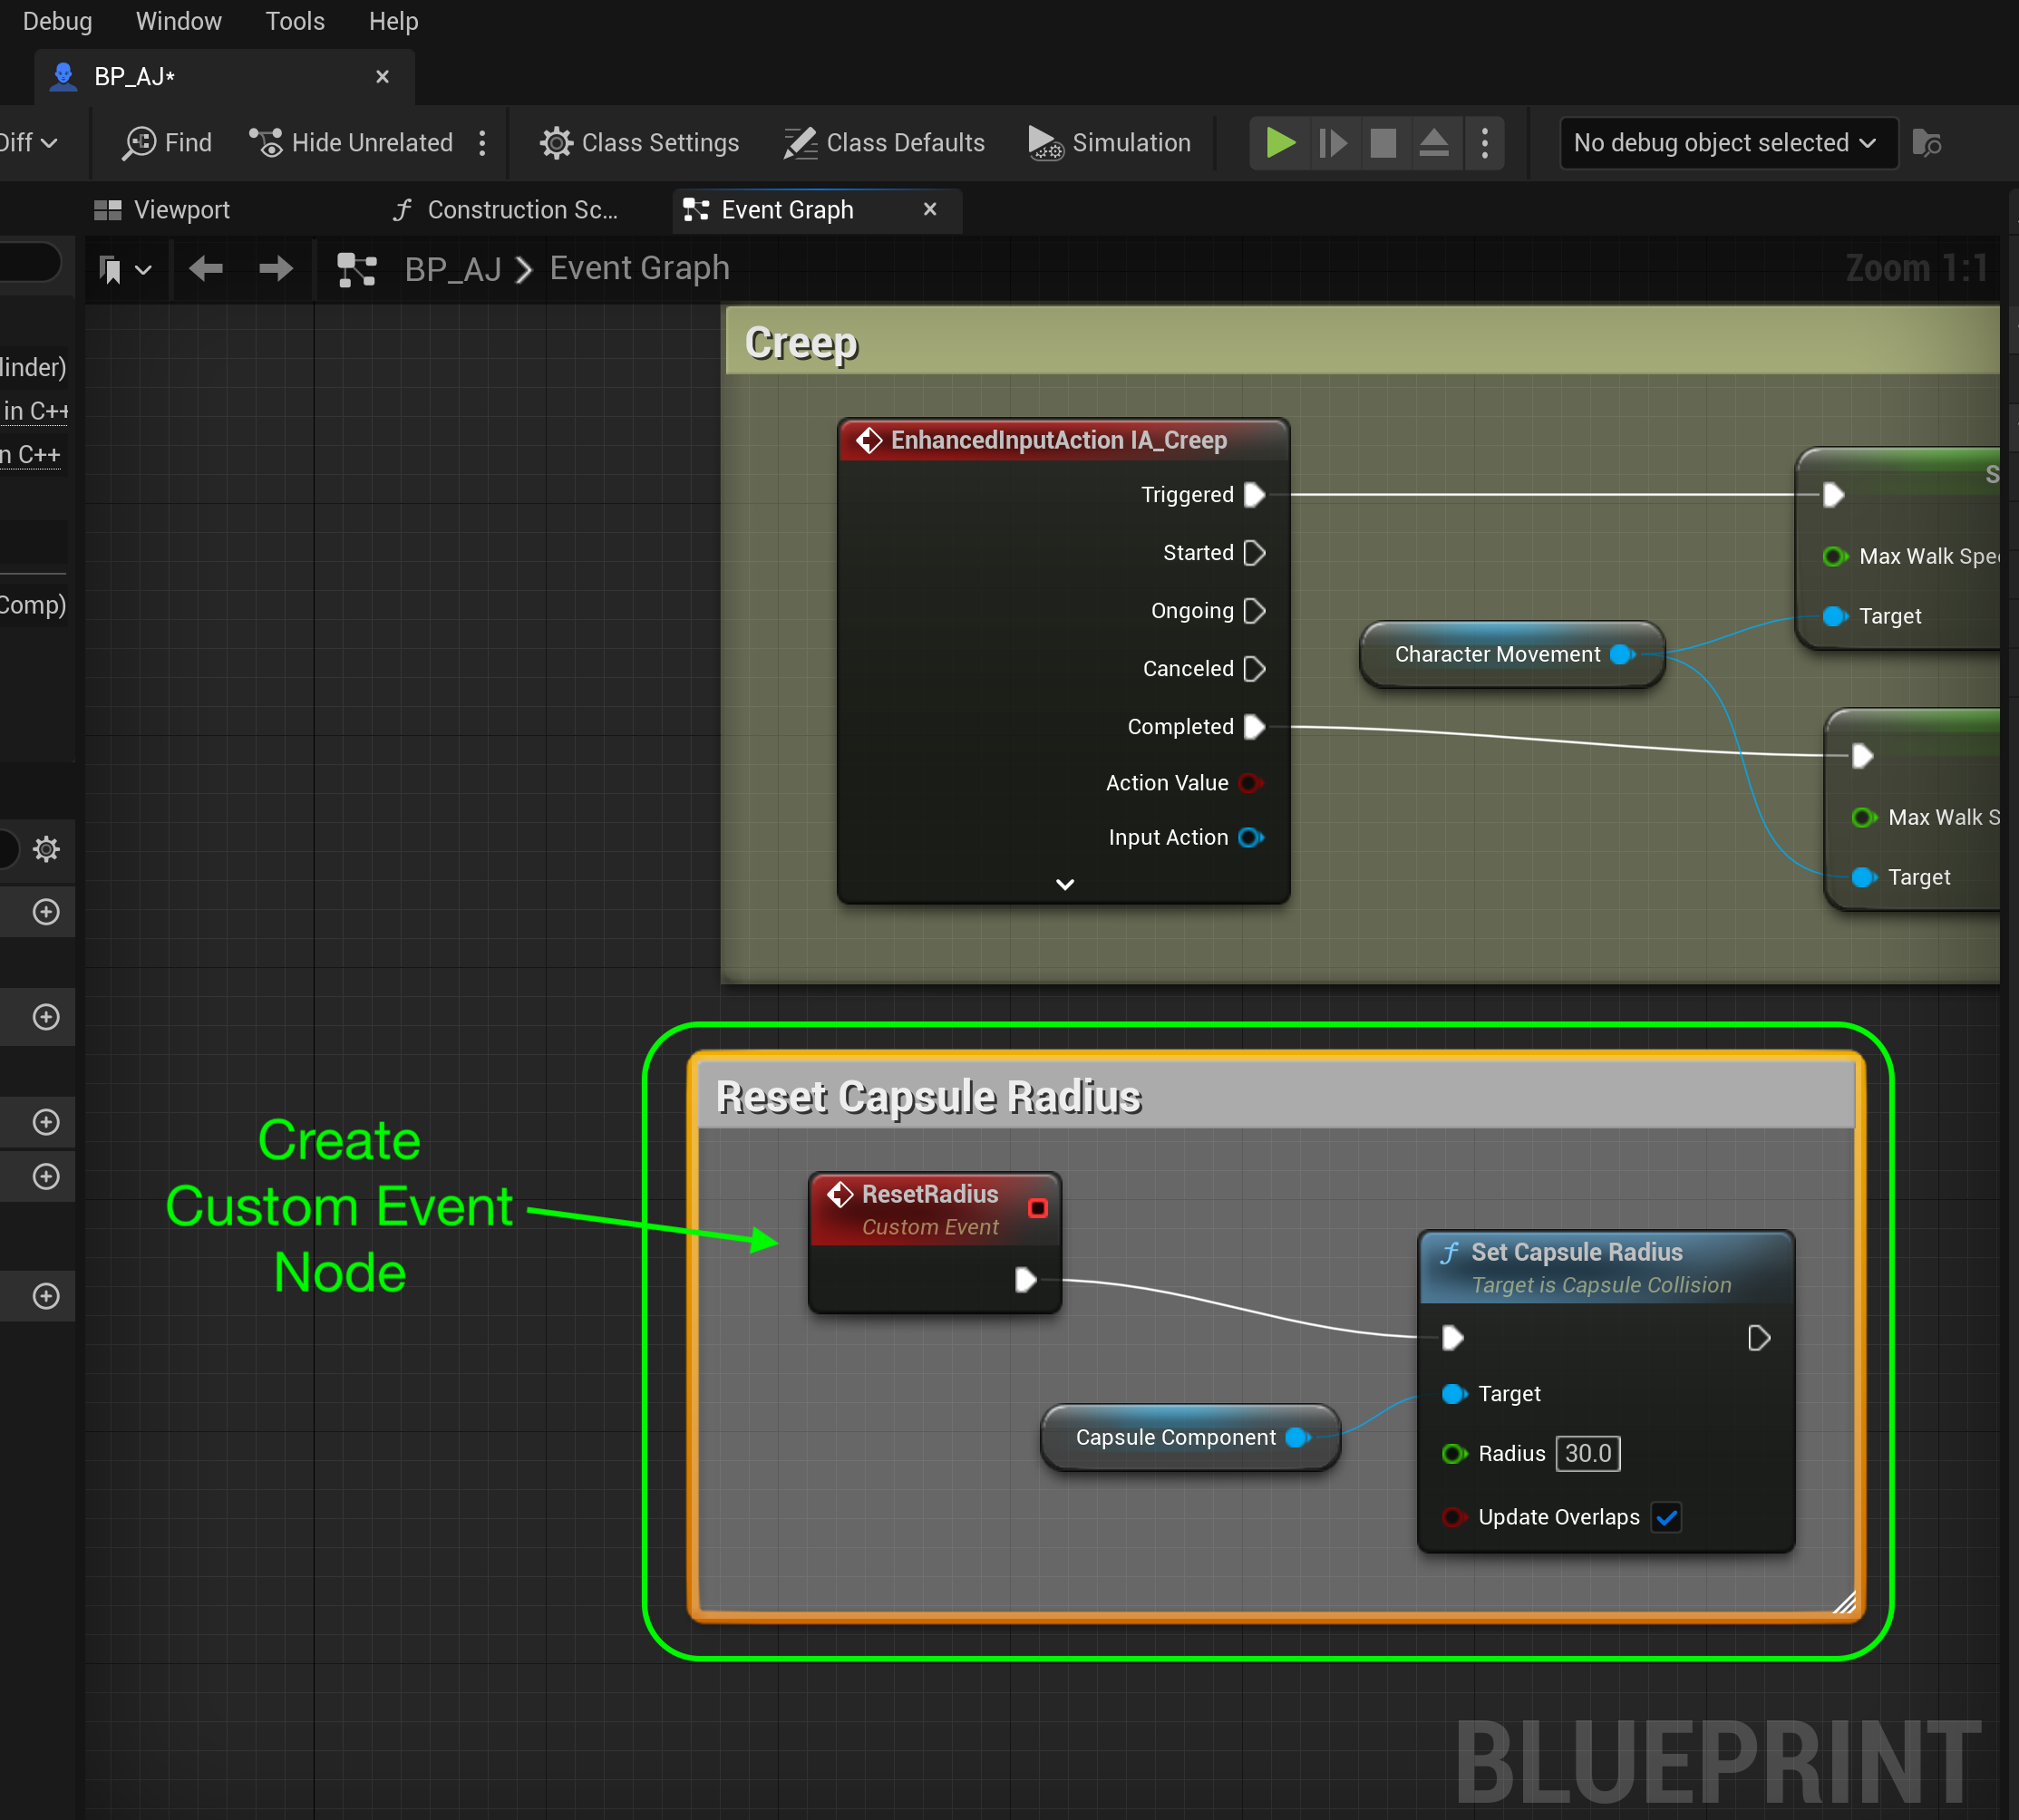 Debug Window Tools Help
BP_AJ*
Diff Find Hide Unrelated Class Settings Class Defaults Simulation No debug object selected
Viewport Construction Sc... Event Graph
BP_AJ Event Graph Zoom 1:1
Creep
linder)
in C++
n C++
Comp)
EnhancedInputAction IA_Creep
Triggered
Started
Ongoing
Canceled
Completed
Action Value
Input Action
Character Movement
S
Max Walk Spee
Target
Max Walk S
Target
Reset Capsule Radius
Create
Custom Event
Node
ResetRadius
Custom Event
Set Capsule Radius
Target is Capsule Collision
Target
Capsule Component
Radius 30.0
Update Overlaps
BLUEPRINT